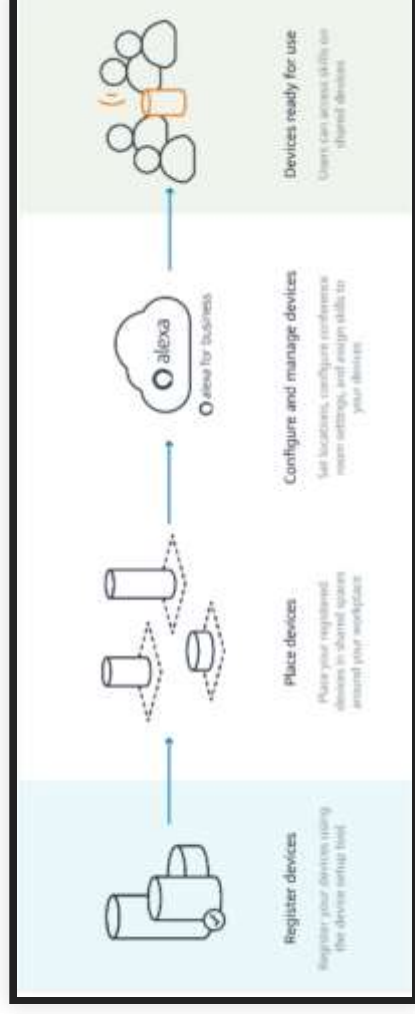 alexa
alexa for business
Register devices
Register your devices using
the device setup tool
Place devices
Place your registered
devices in shared spaces
around your workplace
Configure and manage devices
Set locations, configure conference
room settings, and assign skills to
your devices
Devices ready for use
Users can access skills on
shared devices